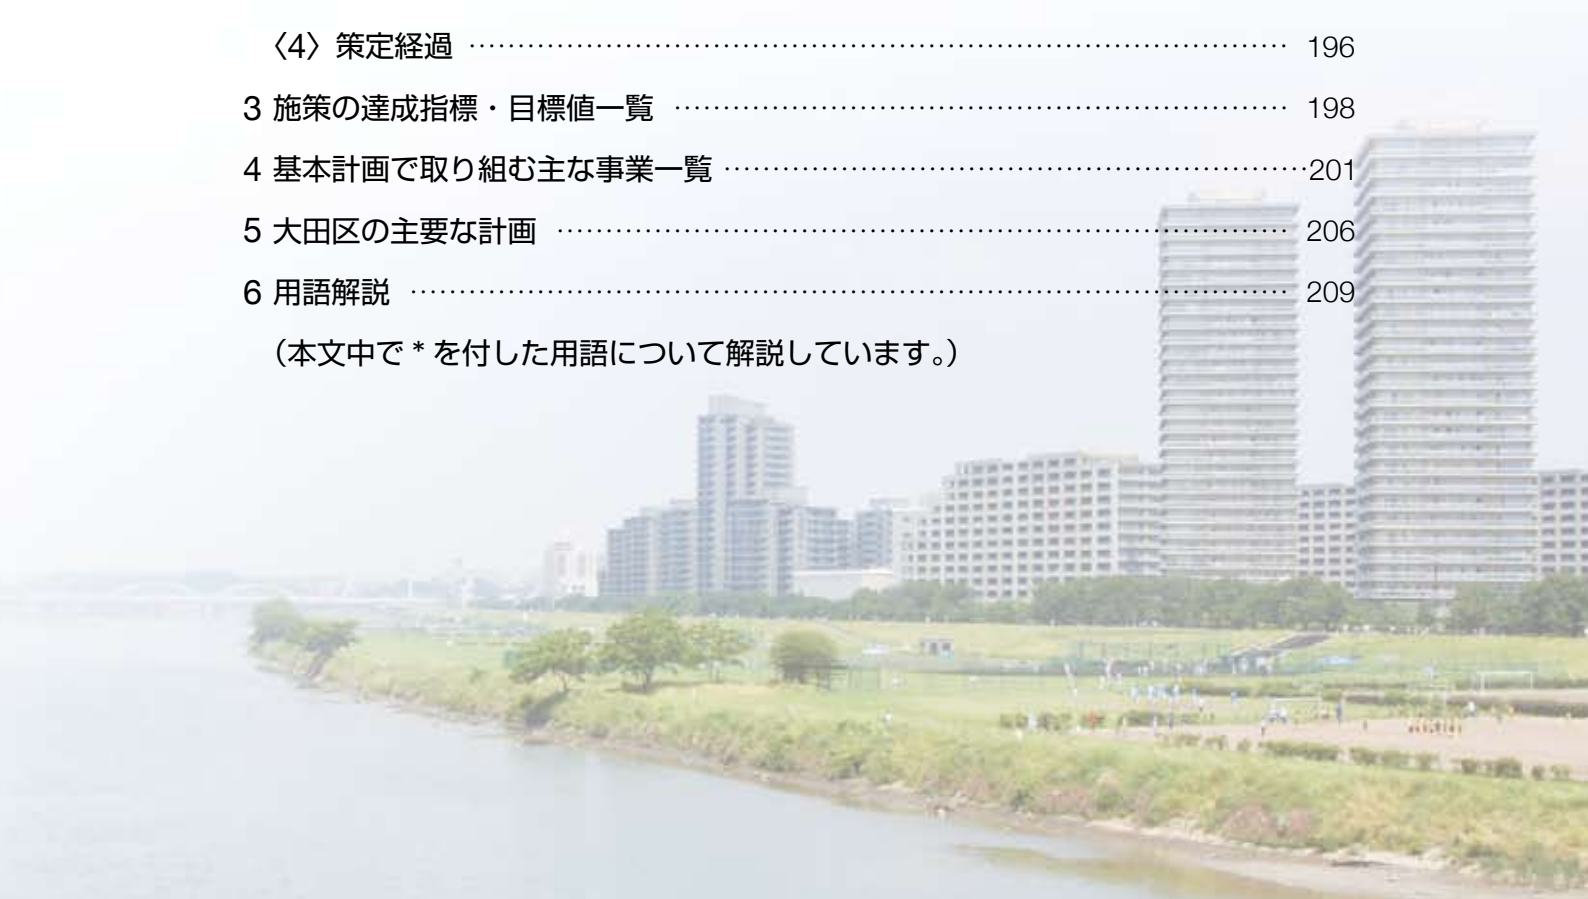 〈4〉策定経過 …………………………………………………………………………… 196
3 施策の達成指標・目標値一覧 ………………………………………………………… 198
4 基本計画で取り組む主な事業一覧 ……………………………………………………201
5 大田区の主要な計画 …………………………………………………………………… 206
6 用語解説 ………………………………………………………………………………… 209
（本文中で * を付した用語について解説しています。）